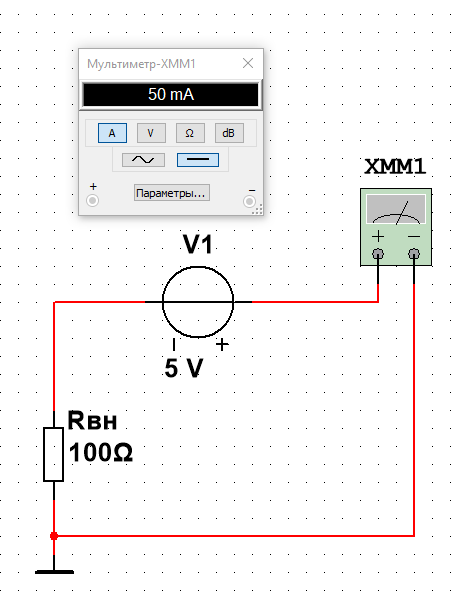 Мультиметр-XMM1
50 mA
A V Ω dB
+ Параметры... −
XMM1
+ −
V1
− +
5 V
Rвн
100Ω